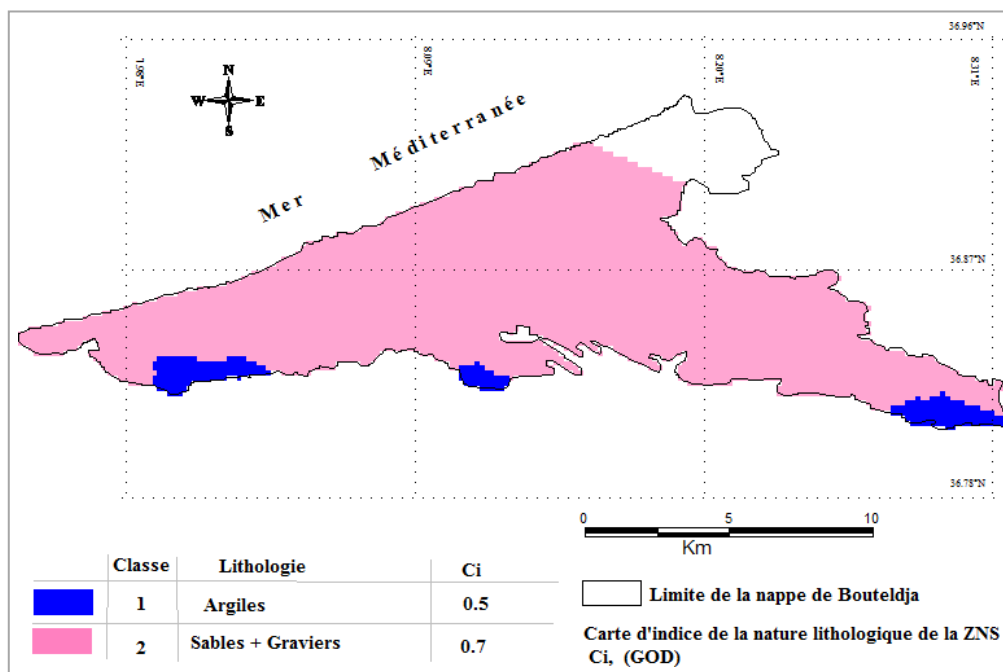 36.96°N
7.98°E
8.09°E
8.20°E
8.31°E
N
W E
S
Mer Méditerranée
36.87°N
36.78°N
0 5 10
Km
Classe Lithologie Ci
1 Argiles 0.5
2 Sables + Graviers 0.7
Limite de la nappe de Bouteldja
Carte d'indice de la nature lithologique de la ZNS
Ci, (GOD)